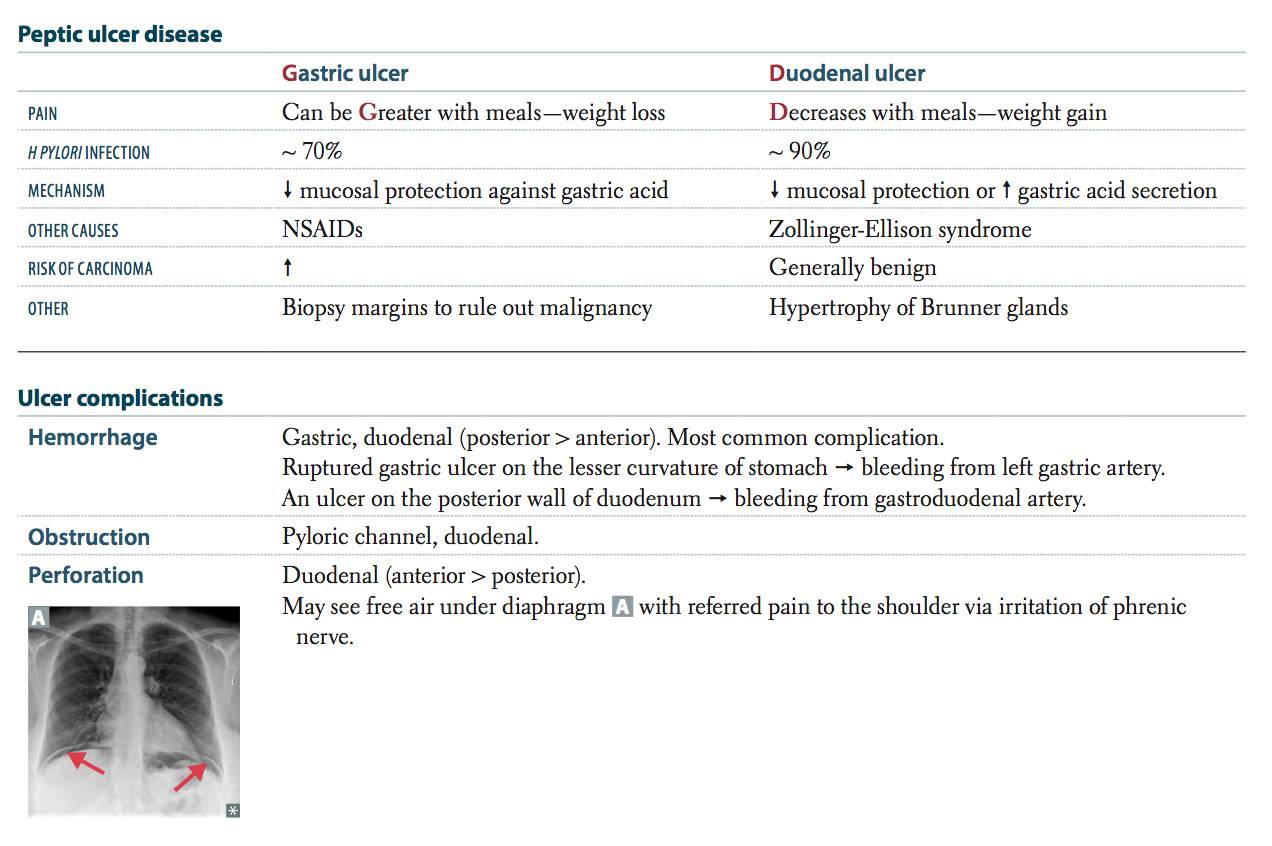 Peptic ulcer disease
Gastric ulcer Duodenal ulcer
PAIN Can be Greater with meals—weight loss Decreases with meals—weight gain
H PYLORI INFECTION ~ 70% ~ 90%
MECHANISM ↓ mucosal protection against gastric acid ↓ mucosal protection or ↑ gastric acid secretion
OTHER CAUSES NSAIDs Zollinger-Ellison syndrome
RISK OF CARCINOMA ↑ Generally benign
OTHER Biopsy margins to rule out malignancy Hypertrophy of Brunner glands
Ulcer complications
Hemorrhage Gastric, duodenal (posterior > anterior). Most common complication.
Ruptured gastric ulcer on the lesser curvature of stomach → bleeding from left gastric artery.
An ulcer on the posterior wall of duodenum → bleeding from gastroduodenal artery.
Obstruction Pyloric channel, duodenal.
Perforation Duodenal (anterior > posterior).
May see free air under diaphragm A with referred pain to the shoulder via irritation of phrenic
nerve.
A
L
*